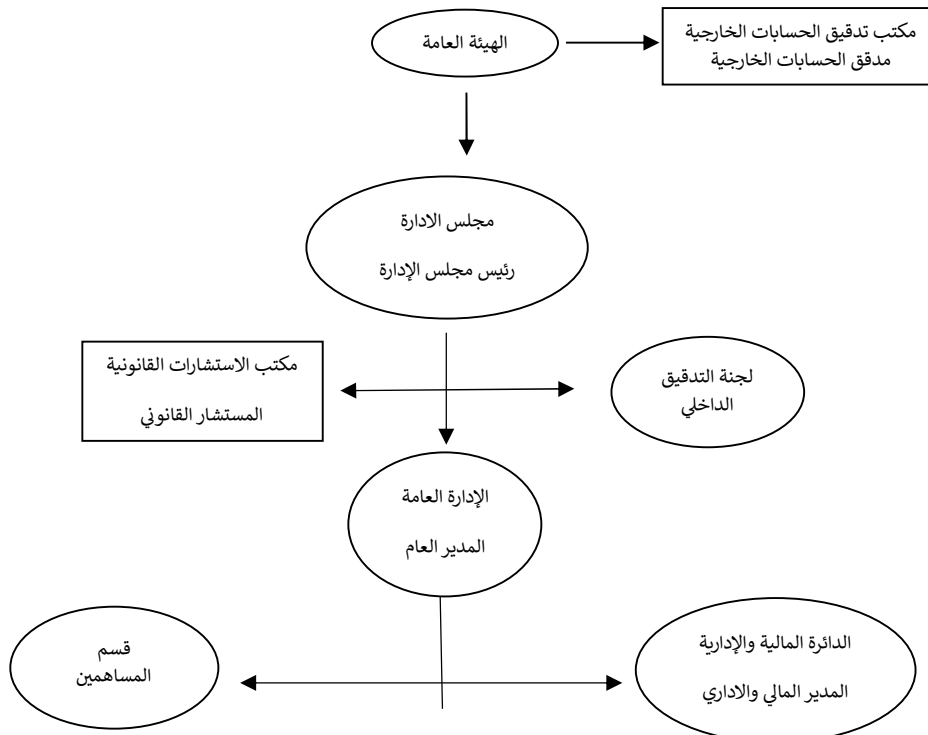 الهيئة العامة
مكتب تدقيق الحسابات الخارجية
مدقق الحسابات الخارجية
مجلس الادارة
رئيس مجلس الإدارة
لجنة التدقيق
الداخلي
مكتب الاستشارات القانونية
المستشار القانوني
الإدارة العامة
المدير العام
الدائرة المالية والإدارية
المدير المالي والاداري
قسم
المساهمين